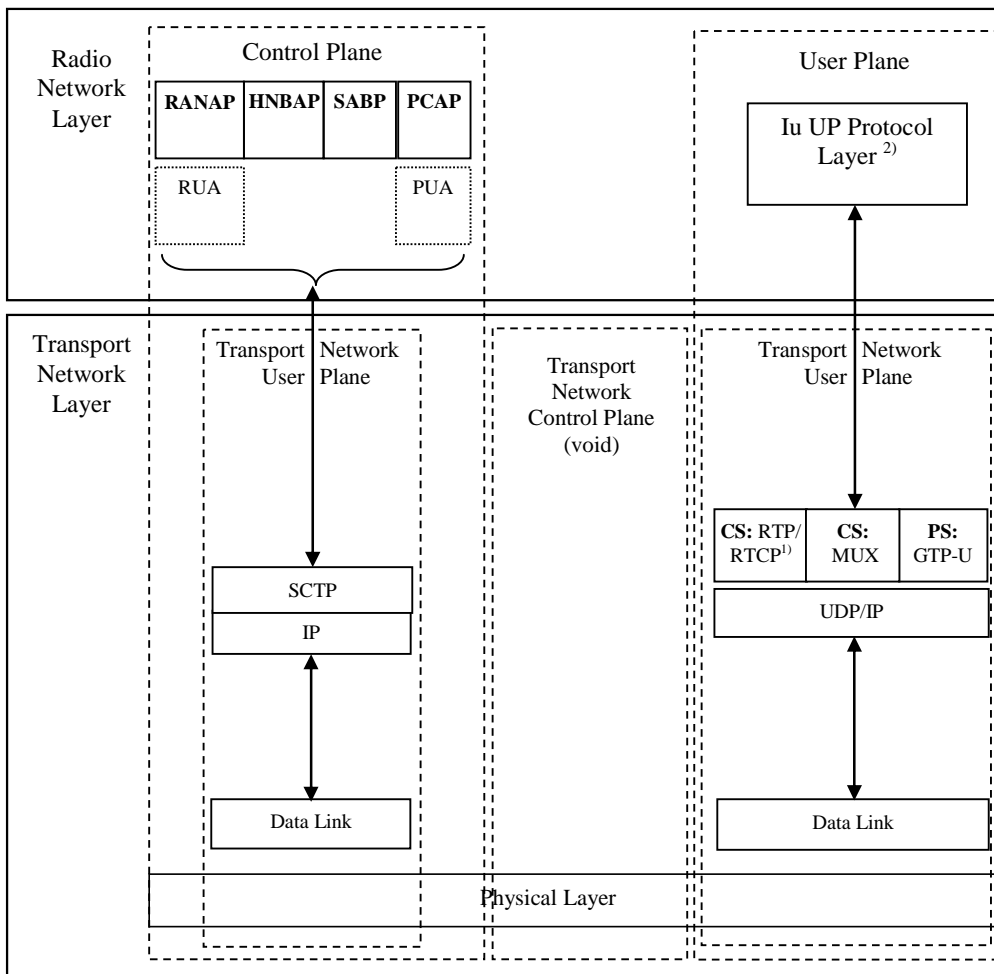 Radio
Network
Layer
Control Plane
RANAP HNBAP SABP PCAP
RUA PUA
User Plane
Iu UP Protocol
Layer 2)
Transport
Network
Layer
Transport Network
User Plane
Transport
Network
Control Plane
(void)
Transport Network
User Plane
SCTP
IP
Data Link
CS: RTP/
RTCP1)
CS:
MUX
PS:
GTP-U
UDP/IP
Data Link
Physical Layer